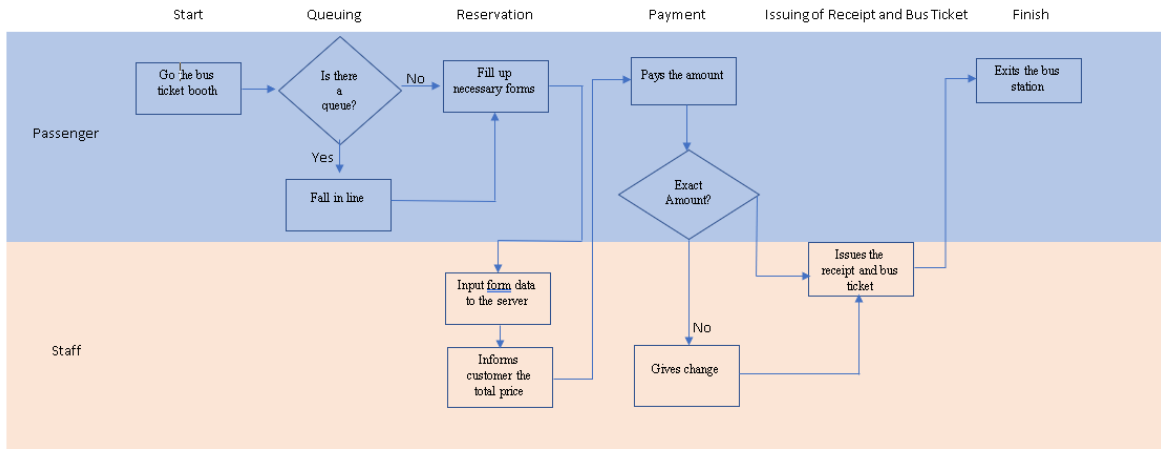 Start
Queuing
Reservation
Payment
Issuing of Receipt and Bus Ticket
Finish
Passenger
Go the bus
ticket booth
Is there
a
queue?
No
Yes
Fall in line
Fill up
necessary forms
Pays the amount
Exact
Amount?
Exits the bus
station
Staff
Input form data
to the server
Informs
customer the
total price
No
Gives change
Issues the
receipt and bus
ticket